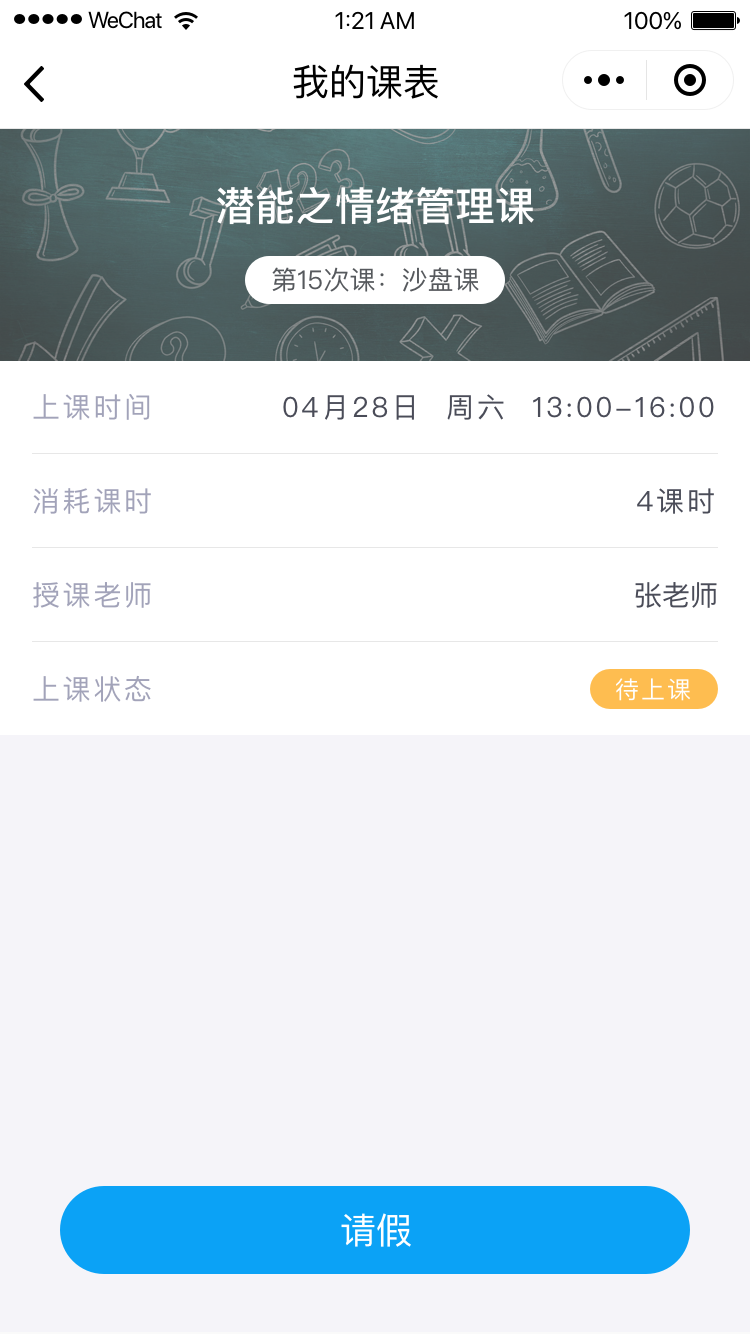 WeChat 1:21 AM 100%
我的课表
潜能之情绪管理课
第15次课：沙盘课
上课时间 04月28日 周六 13:00-16:00
消耗课时 4课时
授课老师 张老师
上课状态 待上课
请假